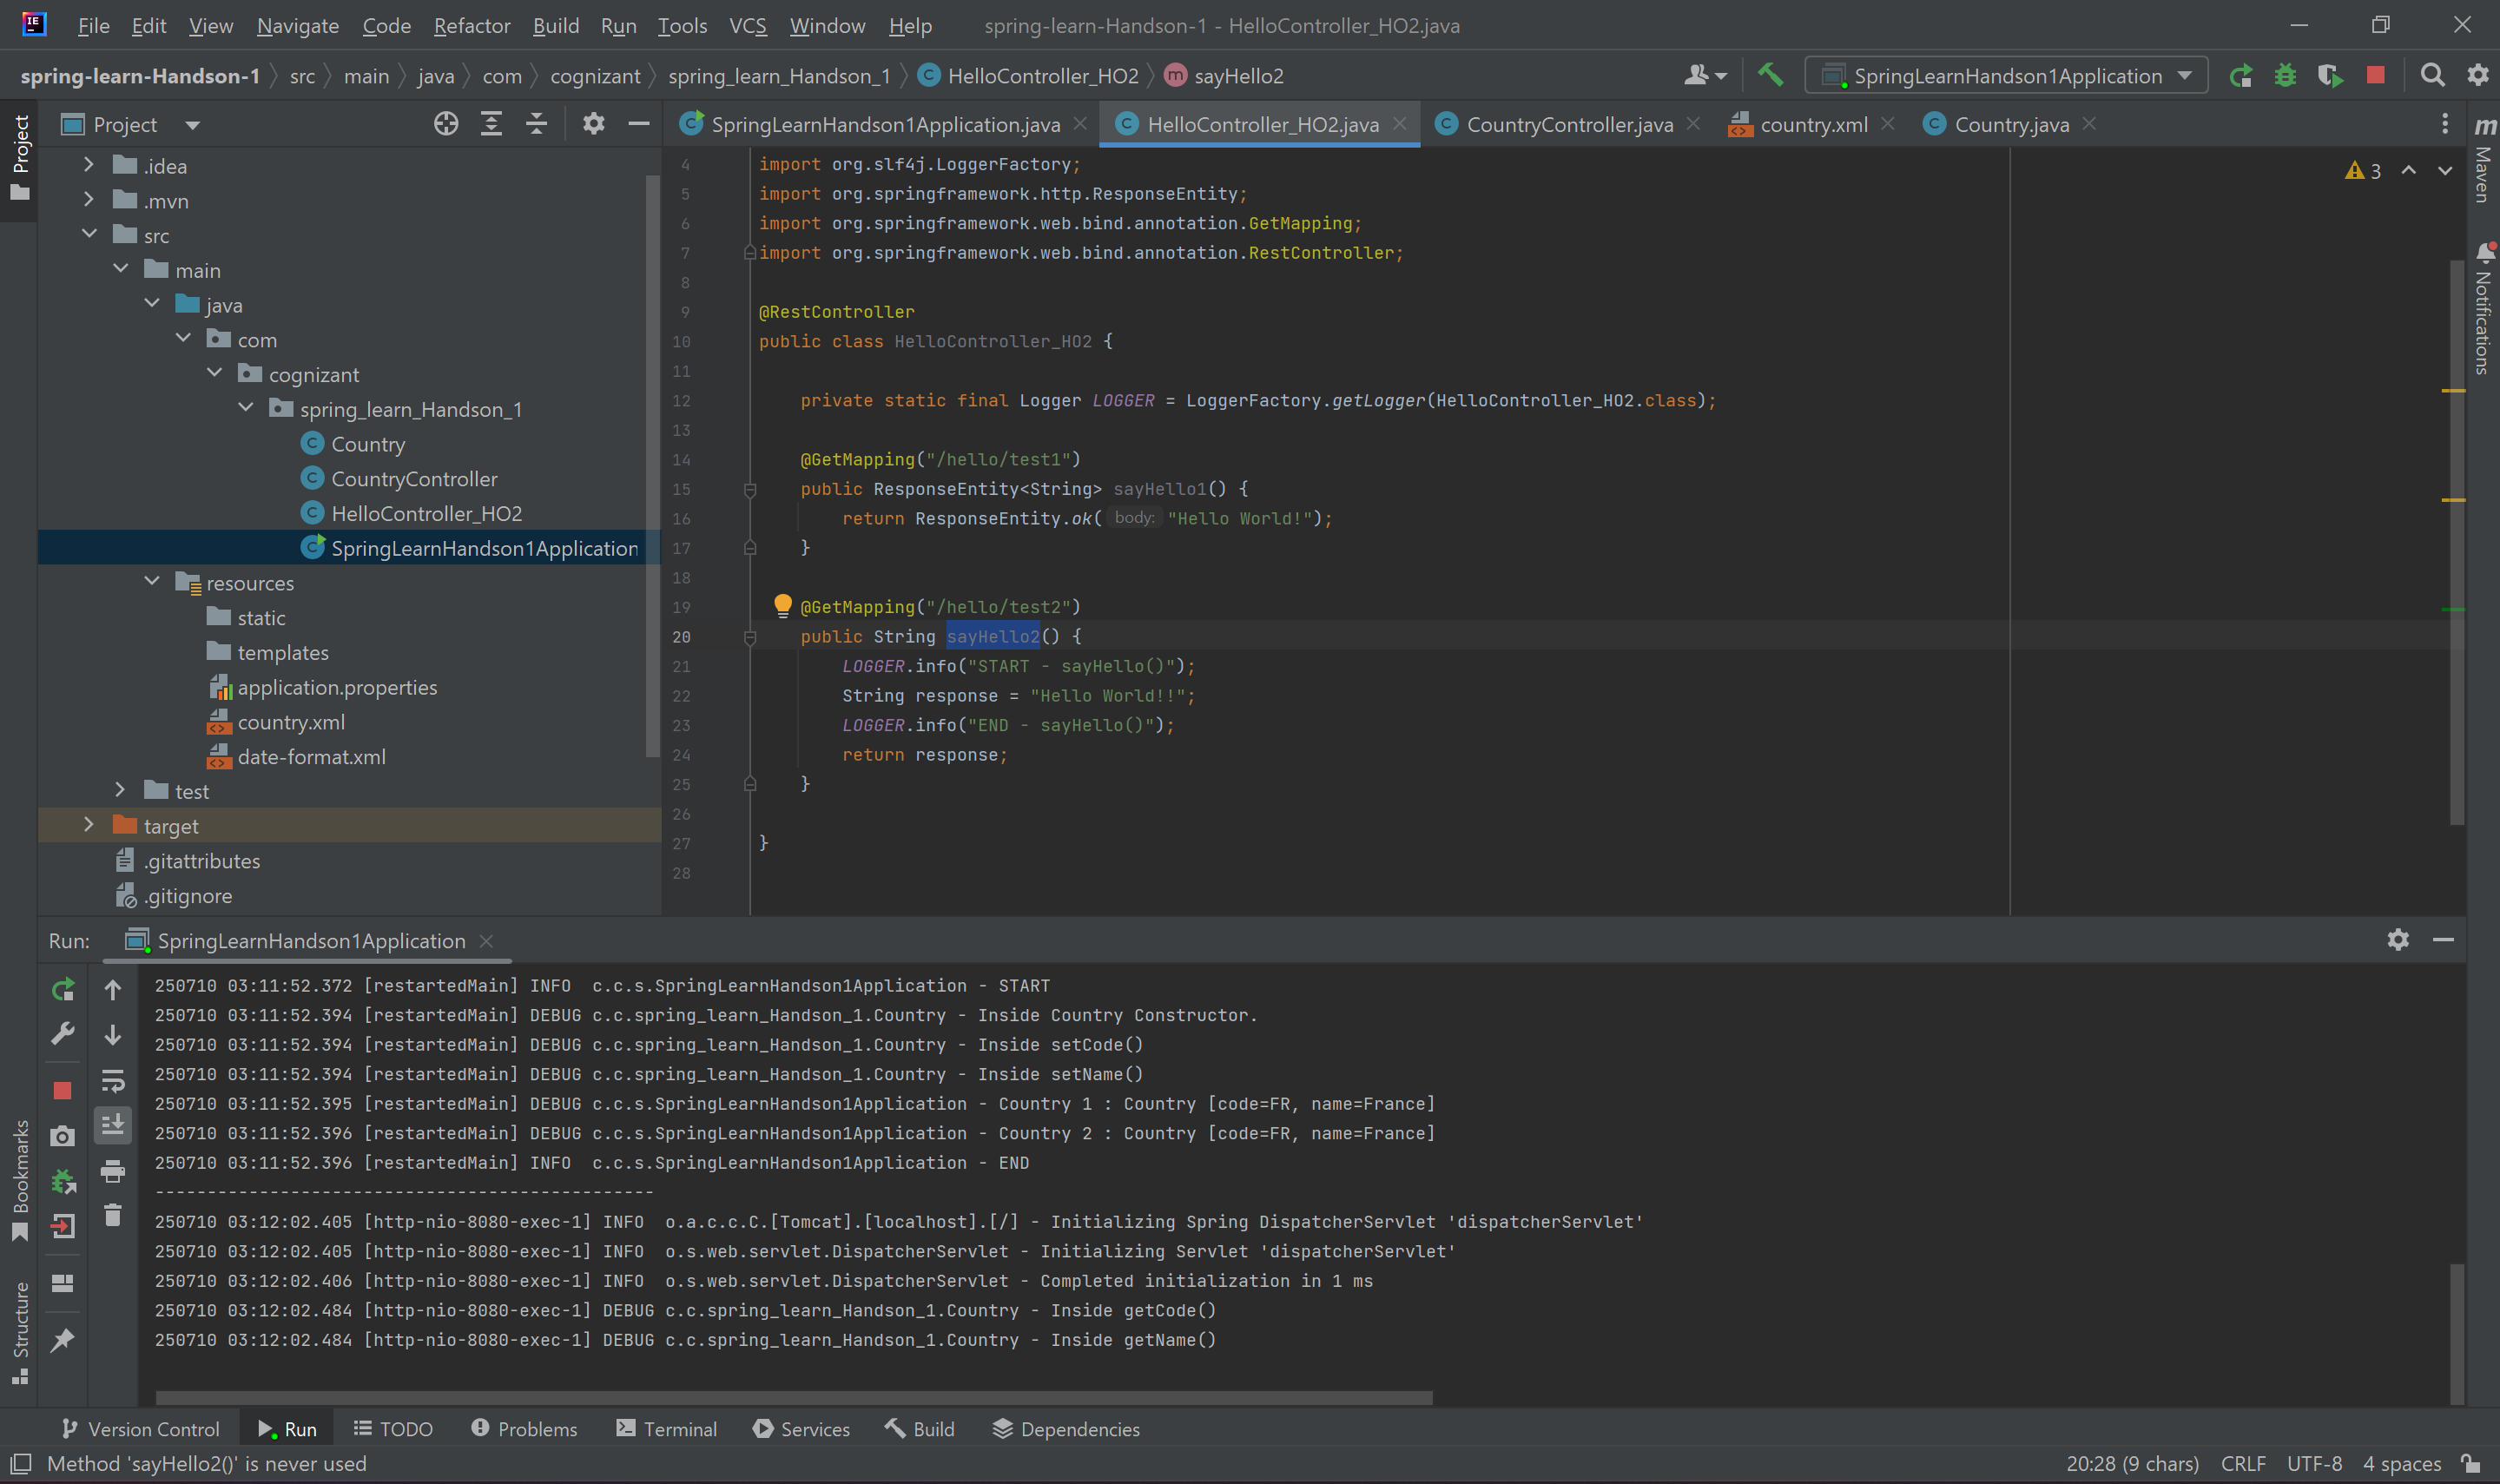 File Edit View Navigate Code Refactor Build Run Tools VCS Window Help spring-learn-Handson-1 - HelloController_HO2.java
spring-learn-Handson-1 src main java com cognizant spring_learn_Handson_1 HelloController_HO2 sayHello2 SpringLearnHandson1Application
Project
Project
SpringLearnHandson1Application.java HelloController_HO2.java CountryController.java country.xml Country.java
.idea
.mvn
src
main
java
com
cognizant
spring_learn_Handson_1
Country
CountryController
HelloController_HO2
SpringLearnHandson1Application
resources
static
templates
application.properties
country.xml
date-format.xml
test
target
.gitattributes
.gitignore
3
4 import org.slf4j.LoggerFactory;
5 import org.springframework.http.ResponseEntity;
6 import org.springframework.web.bind.annotation.GetMapping;
7 import org.springframework.web.bind.annotation.RestController;
8
9 @RestController
10 public class HelloController_HO2 {
11
12 private static final Logger LOGGER = LoggerFactory.getLogger(HelloController_HO2.class);
13
14 @GetMapping("/hello/test1")
15 public ResponseEntity<String> sayHello1() {
16 return ResponseEntity.ok( body: "Hello World!");
17 }
18
19 @GetMapping("/hello/test2")
20 public String sayHello2() {
21 LOGGER.info("START - sayHello()");
22 String response = "Hello World!!";
23 LOGGER.info("END - sayHello()");
24 return response;
25 }
26
27 }
28
m Maven
Notifications
Run: SpringLearnHandson1Application
250710 03:11:52.372 [restartedMain] INFO  c.c.s.SpringLearnHandson1Application - START
250710 03:11:52.394 [restartedMain] DEBUG c.c.spring_learn_Handson_1.Country - Inside Country Constructor.
250710 03:11:52.394 [restartedMain] DEBUG c.c.spring_learn_Handson_1.Country - Inside setCode()
250710 03:11:52.394 [restartedMain] DEBUG c.c.spring_learn_Handson_1.Country - Inside setName()
250710 03:11:52.395 [restartedMain] DEBUG c.c.s.SpringLearnHandson1Application - Country 1 : Country [code=FR, name=France]
250710 03:11:52.396 [restartedMain] DEBUG c.c.s.SpringLearnHandson1Application - Country 2 : Country [code=FR, name=France]
250710 03:11:52.396 [restartedMain] INFO  c.c.s.SpringLearnHandson1Application - END
------------------------------------------------
250710 03:12:02.405 [http-nio-8080-exec-1] INFO  o.a.c.c.C.[Tomcat].[localhost].[/] - Initializing Spring DispatcherServlet 'dispatcherServlet'
250710 03:12:02.405 [http-nio-8080-exec-1] INFO  o.s.web.servlet.DispatcherServlet - Initializing Servlet 'dispatcherServlet'
250710 03:12:02.406 [http-nio-8080-exec-1] INFO  o.s.web.servlet.DispatcherServlet - Completed initialization in 1 ms
250710 03:12:02.484 [http-nio-8080-exec-1] DEBUG c.c.spring_learn_Handson_1.Country - Inside getCode()
250710 03:12:02.484 [http-nio-8080-exec-1] DEBUG c.c.spring_learn_Handson_1.Country - Inside getName()
Bookmarks
Structure
Version Control Run TODO Problems Terminal Services Build Dependencies
Method 'sayHello2()' is never used 20:28 (9 chars) CRLF UTF-8 4 spaces